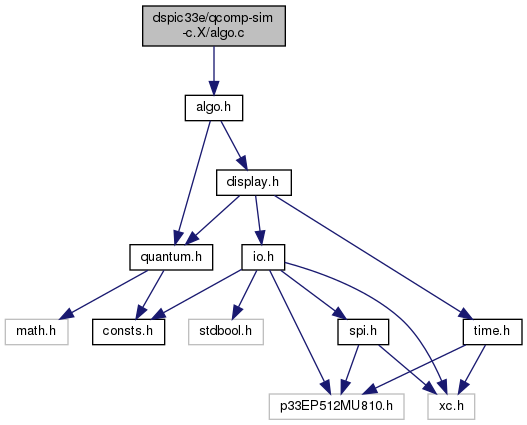 dspic33e/qcomp-sim
-c.X/algo.c
algo.h
display.h
quantum.h
io.h
math.h
consts.h
stdbool.h
spi.h
time.h
p33EP512MU810.h
xc.h